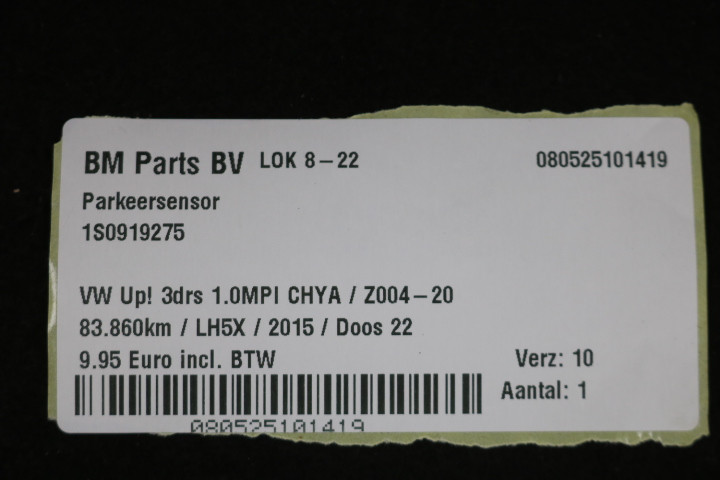 BM Parts BV LOK 8-22 080525101419
Parkeersensor
1S0919275
VW Up! 3drs 1.0MPI CHYA / Z004-20
83.860km / LH5X / 2015 / Doos 22
9.95 Euro incl. BTW Verz: 10
Aantal: 1
080525101419